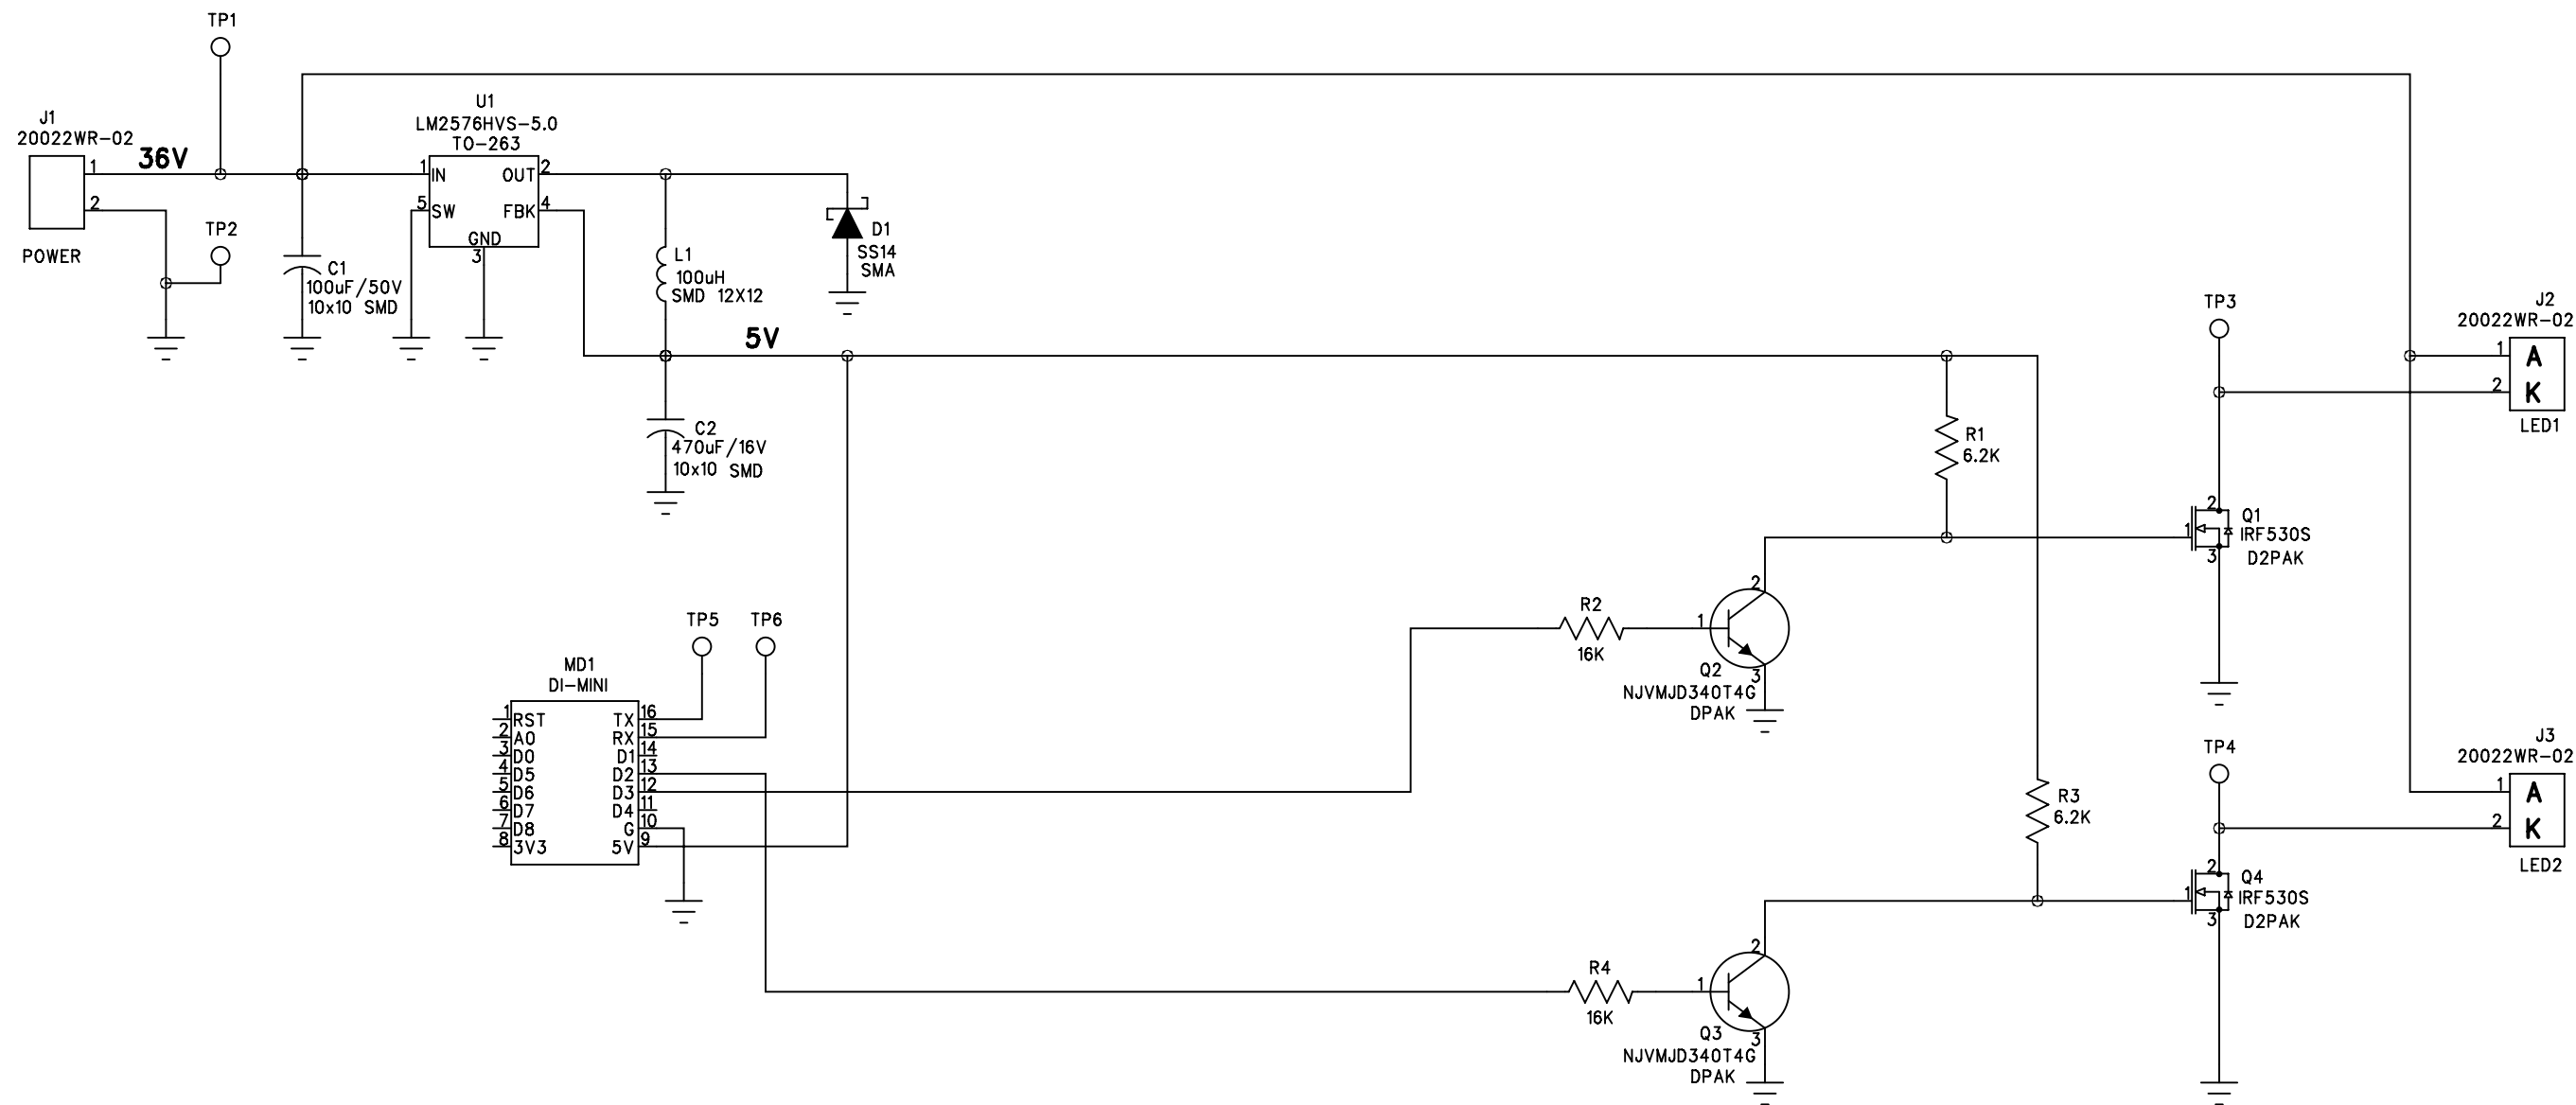 TP1
J1
20022WR-02
1
2
36V
POWER
TP2
C1
100uF/50V
10x10 SMD
U1
LM2576HVS-5.0
TO-263
1
IN
OUT
2
5
SW
FBK
4
GND
3
L1
100uH
SMD 12X12
D1
SS14
SMA
5V
C2
470uF/16V
10x10 SMD
TP5
TP6
MD1
DI-MINI
1 RST TX 16
2 A0 RX 15
3 D0 D1 14
4 D5 D2 13
5 D6 D3 12
6 D7 D4 11
7 D8 G 10
8 3V3 5V 9
R1
6.2K
R2
16K
1
2
3
Q2
NJVMJD340T4G
DPAK
R3
6.2K
R4
16K
1
2
3
Q3
NJVMJD340T4G
DPAK
TP3
2
1
3
Q1
IRF530S
D2PAK
J2
20022WR-02
1 A
2 K
LED1
TP4
2
1
3
Q4
IRF530S
D2PAK
J3
20022WR-02
1 A
2 K
LED2